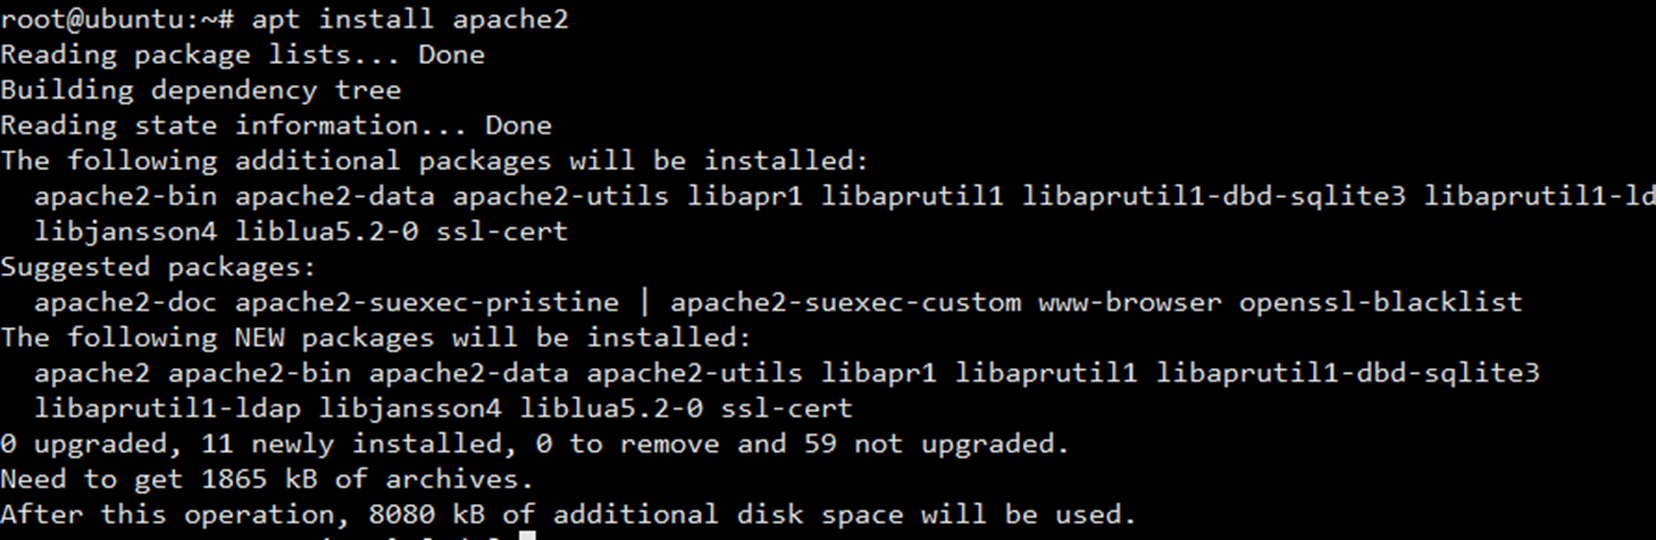 root@ubuntu:~# apt install apache2
Reading package lists... Done
Building dependency tree
Reading state information... Done
The following additional packages will be installed:
  apache2-bin apache2-data apache2-utils libapr1 libaprutil1 libaprutil1-dbd-sqlite3 libaprutil1-ld
  libjansson4 liblua5.2-0 ssl-cert
Suggested packages:
  apache2-doc apache2-suexec-pristine | apache2-suexec-custom www-browser openssl-blacklist
The following NEW packages will be installed:
  apache2 apache2-bin apache2-data apache2-utils libapr1 libaprutil1 libaprutil1-dbd-sqlite3
  libaprutil1-ldap libjansson4 liblua5.2-0 ssl-cert
0 upgraded, 11 newly installed, 0 to remove and 59 not upgraded.
Need to get 1865 kB of archives.
After this operation, 8080 kB of additional disk space will be used.